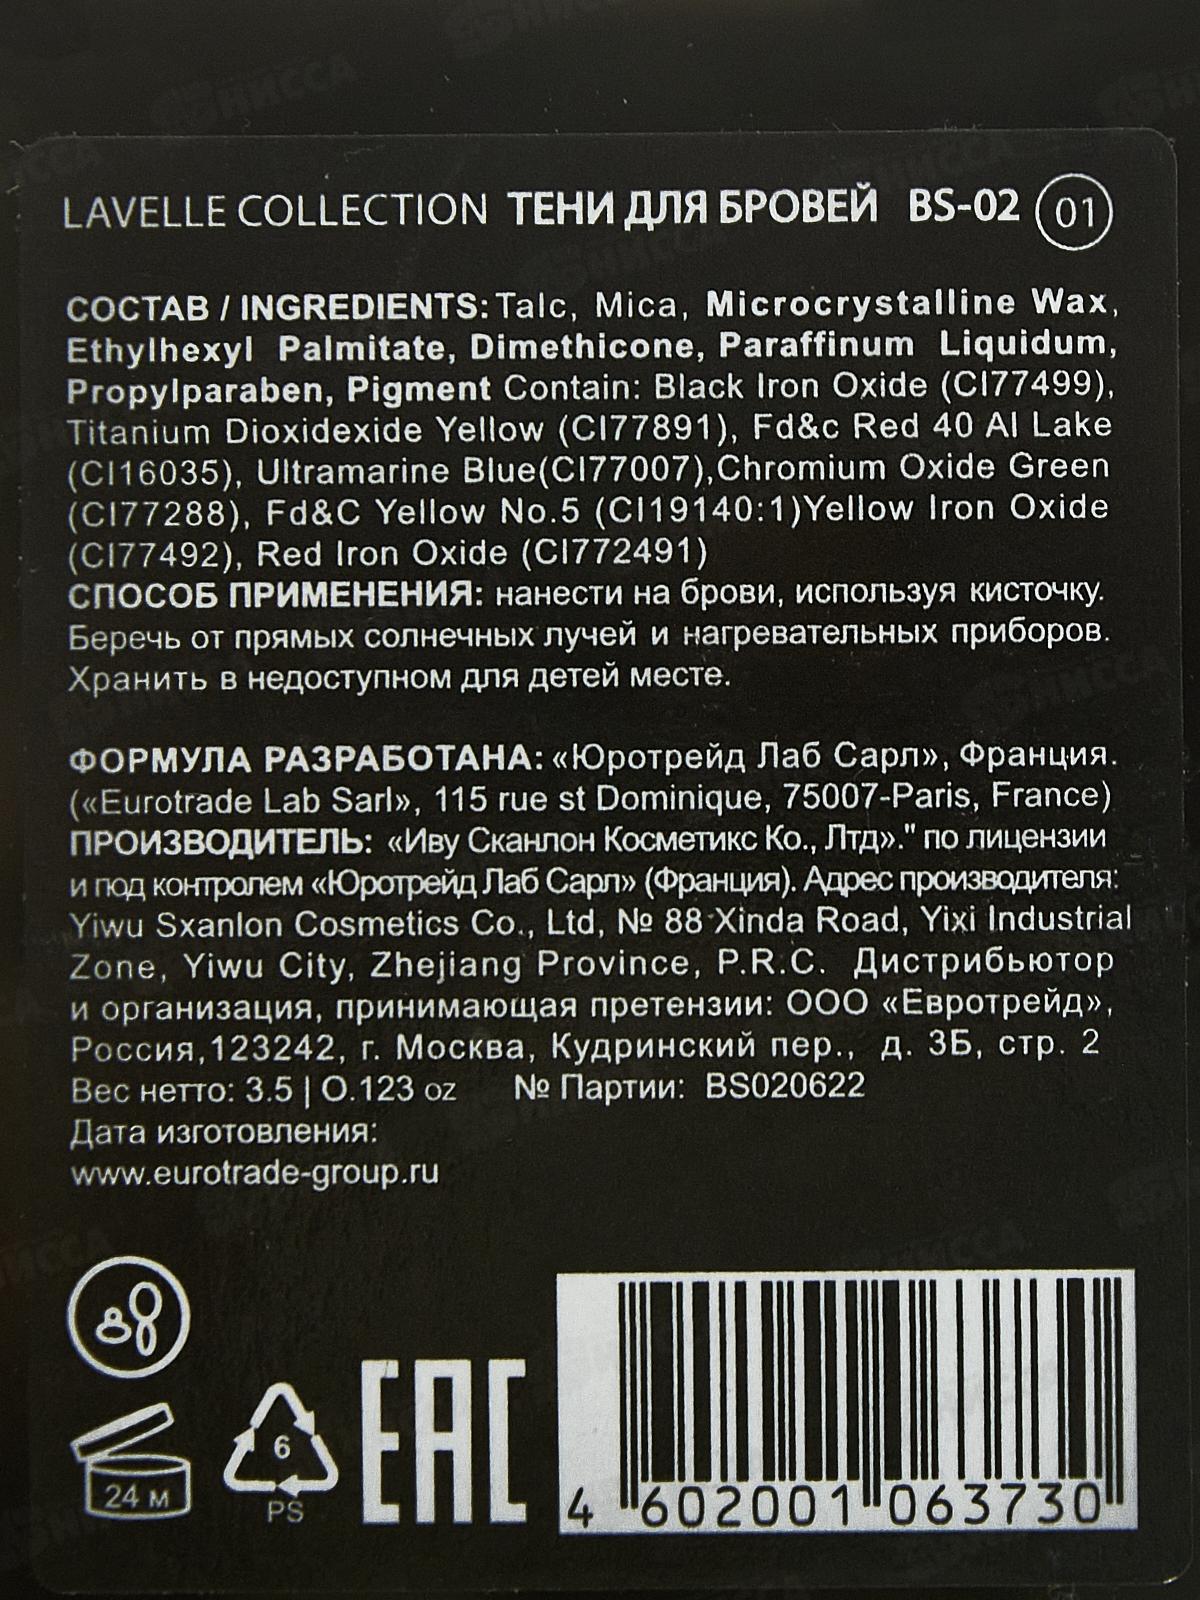 LAVELLE COLLECTION ТЕНИ ДЛЯ БРОВЕЙ BS-02 01
СОСТАВ / INGREDIENTS: Talc, Mica, Microcrystalline Wax,
Ethylhexyl Palmitate, Dimethicone, Paraffinum Liquidum,
Propylparaben, Pigment Contain: Black Iron Oxide (CI77499),
Titanium Dioxidexide Yellow (CI77891), Fd&c Red 40 Al Lake
(CI16035), Ultramarine Blue(CI77007),Chromium Oxide Green
(CI77288), Fd&C Yellow No.5 (CI19140:1)Yellow Iron Oxide
(CI77492), Red Iron Oxide (CI772491)
СПОСОБ ПРИМЕНЕНИЯ: нанести на брови, используя кисточку.
Беречь от прямых солнечных лучей и нагревательных приборов.
Хранить в недоступном для детей месте.
ФОРМУЛА РАЗРАБОТАНА: «Юротрейд Лаб Сарл», Франция.
(«Eurotrade Lab Sarl», 115 rue st Dominique, 75007-Paris, France)
ПРОИЗВОДИТЕЛЬ: «Иву Сканлон Косметикс Ко., Лтд»." по лицензии
и под контролем «Юротрейд Лаб Сарл» (Франция). Адрес производителя:
Yiwu Sxanlon Cosmetics Co., Ltd, № 88 Xinda Road, Yixi Industrial
Zone, Yiwu City, Zhejiang Province, P.R.C. Дистрибьютор
и организация, принимающая претензии: ООО «Евротрейд»,
Россия,123242, г. Москва, Кудринский пер., д. 3Б, стр. 2
Вес нетто: 3.5 | O.123 oz № Партии: BS020622
Дата изготовления:
www.eurotrade-group.ru
24 м
6
PS
EAC
4 602001 063730
НИССА